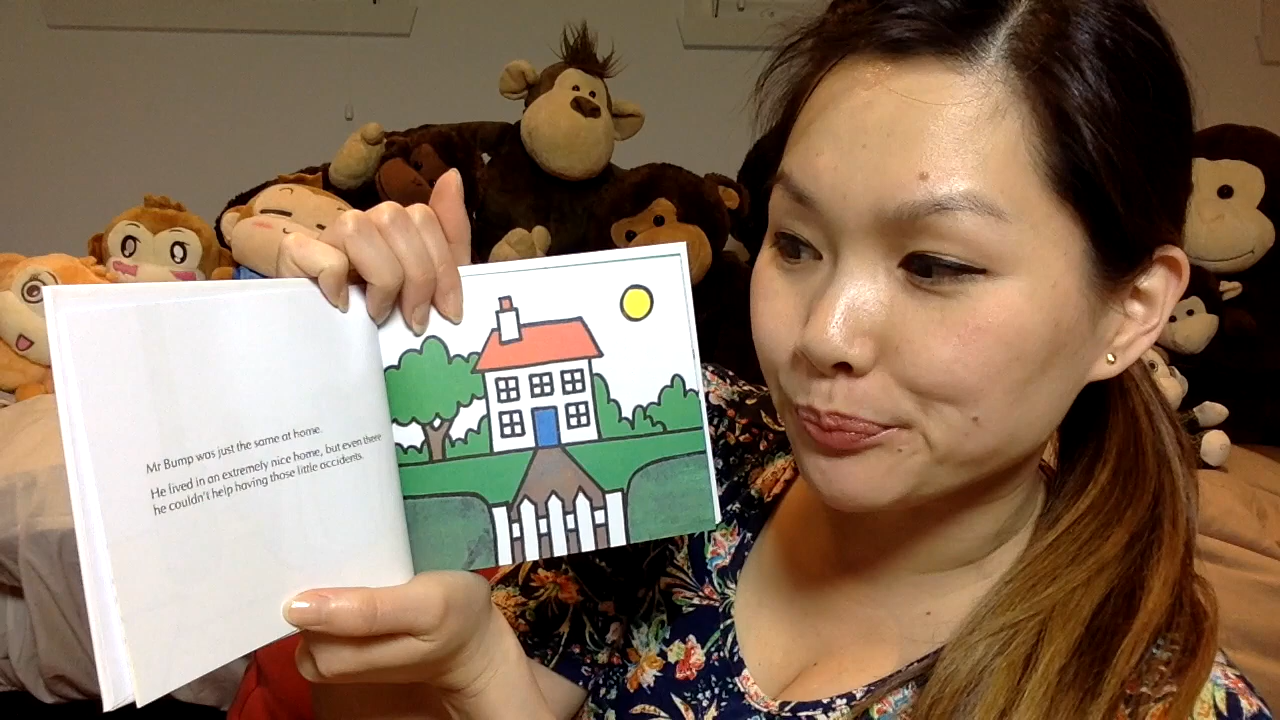 Mr Bump was just the same at home.
He lived in an extremely nice home, but even there
he couldn't help having those little accidents.